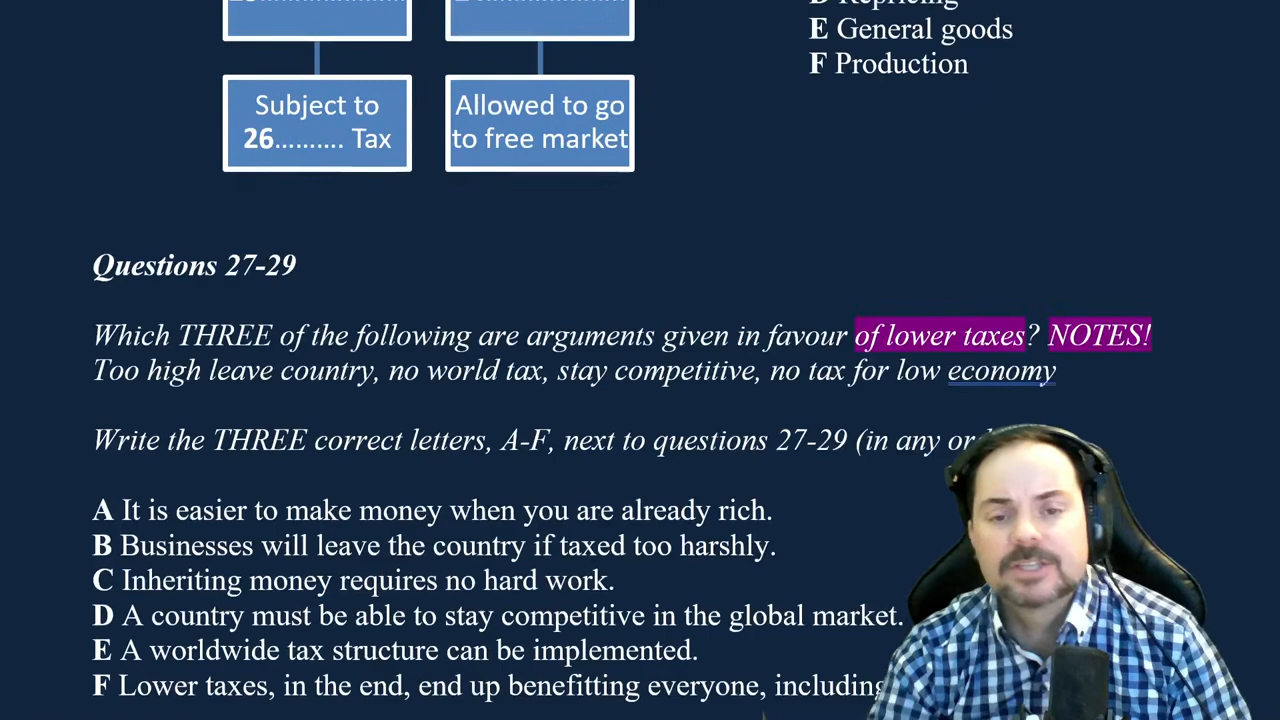 E General goods
F Production
Subject to
26.......... Tax
Allowed to go
to free market
Questions 27-29
Which THREE of the following are arguments given in favour of lower taxes? NOTES!
Too high leave country, no world tax, stay competitive, no tax for low economy
Write the THREE correct letters, A-F, next to questions 27-29 (in any
A It is easier to make money when you are already rich.
B Businesses will leave the country if taxed too harshly.
C Inheriting money requires no hard work.
D A country must be able to stay competitive in the global market.
E A worldwide tax structure can be implemented.
F Lower taxes, in the end, end up benefitting everyone, including